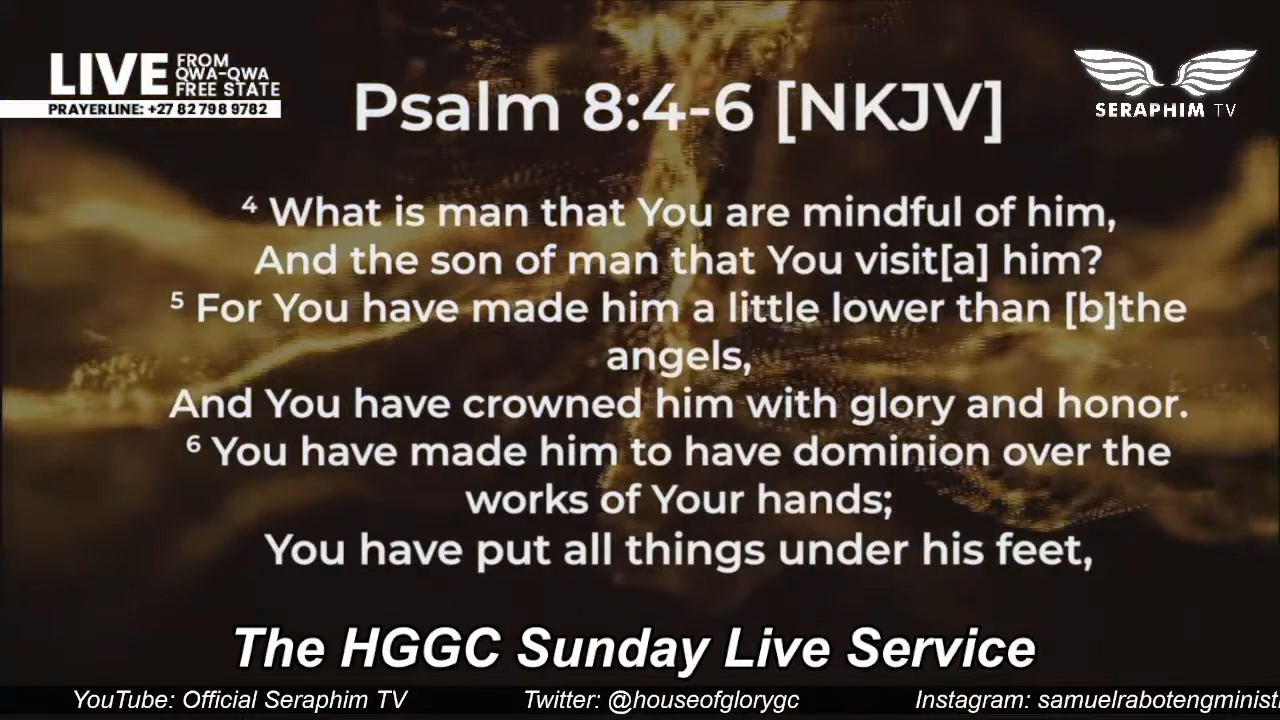 LIVE FROM
QWA-QWA
FREE STATE
PRAYERLINE: +27 82 798 9782
SERAPHIM TV
Psalm 8:4-6 [NKJV]
⁴ What is man that You are mindful of him,
And the son of man that You visit[a] him?
⁵ For You have made him a little lower than [b]the
angels,
And You have crowned him with glory and honor.
⁶ You have made him to have dominion over the
works of Your hands;
You have put all things under his feet,
The HGGC Sunday Live Service
YouTube: Official Seraphim TV Twitter: @houseofglorygc Instagram: samuelrabotengminist